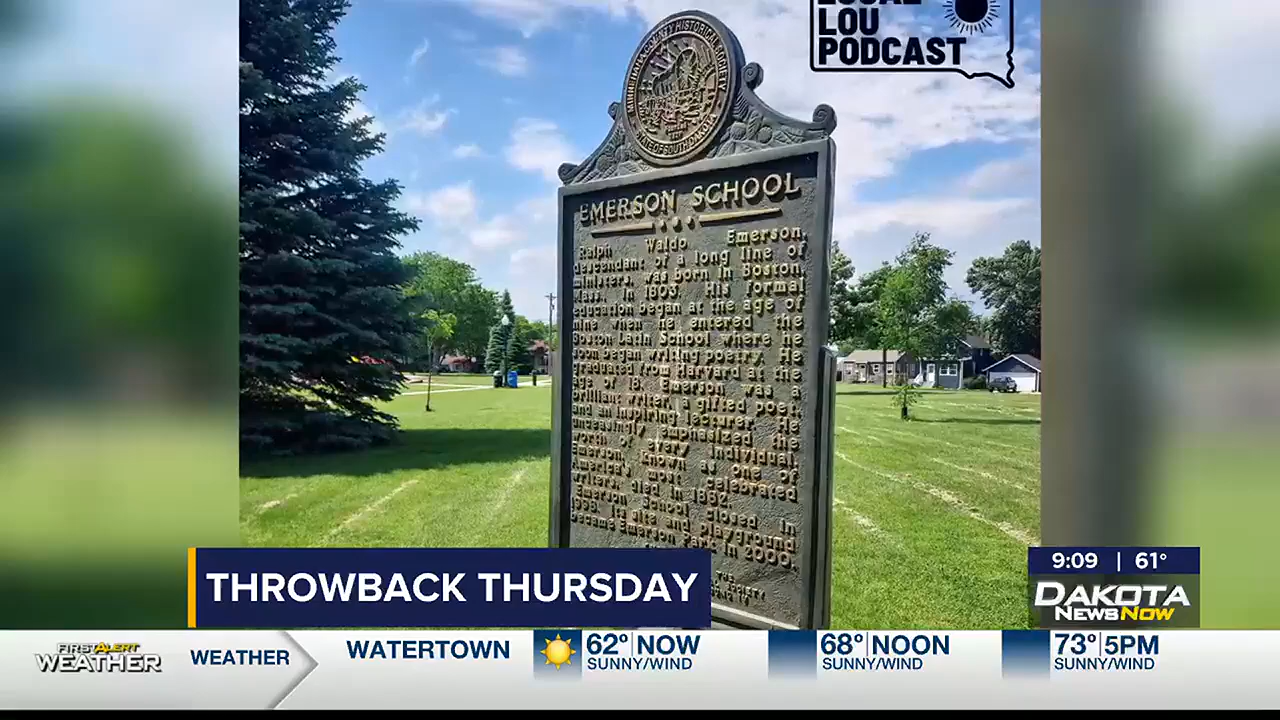 LOU
PODCAST
STATE OF SOUTH DAKOTA
EMERSON SCHOOL
Ralph Waldo Emerson,
descendant of a long line of
ministers, was born in Boston,
Mass., in 1803. His formal
education began at the age of
nine when he entered the
Boston Latin School where he
soon began writing poetry. He
graduated from Harvard at the
age of 18. Emerson was a
brilliant writer, a gifted poet
and an inspiring lecturer. He
unceasingly emphasized the
worth of every individual.
Emerson, known as one of
America's most celebrated
writers, died in 1882.
Emerson School closed in
Its site and playground
became Emerson Park in 2000.
THROWBACK THURSDAY
9:09 | 61°
DAKOTA
NEWS NOW
FIRST ALERT
WEATHER
WEATHER
WATERTOWN
62° NOW
SUNNY/WIND
68° NOON
SUNNY/WIND
73° 5PM
SUNNY/WIND